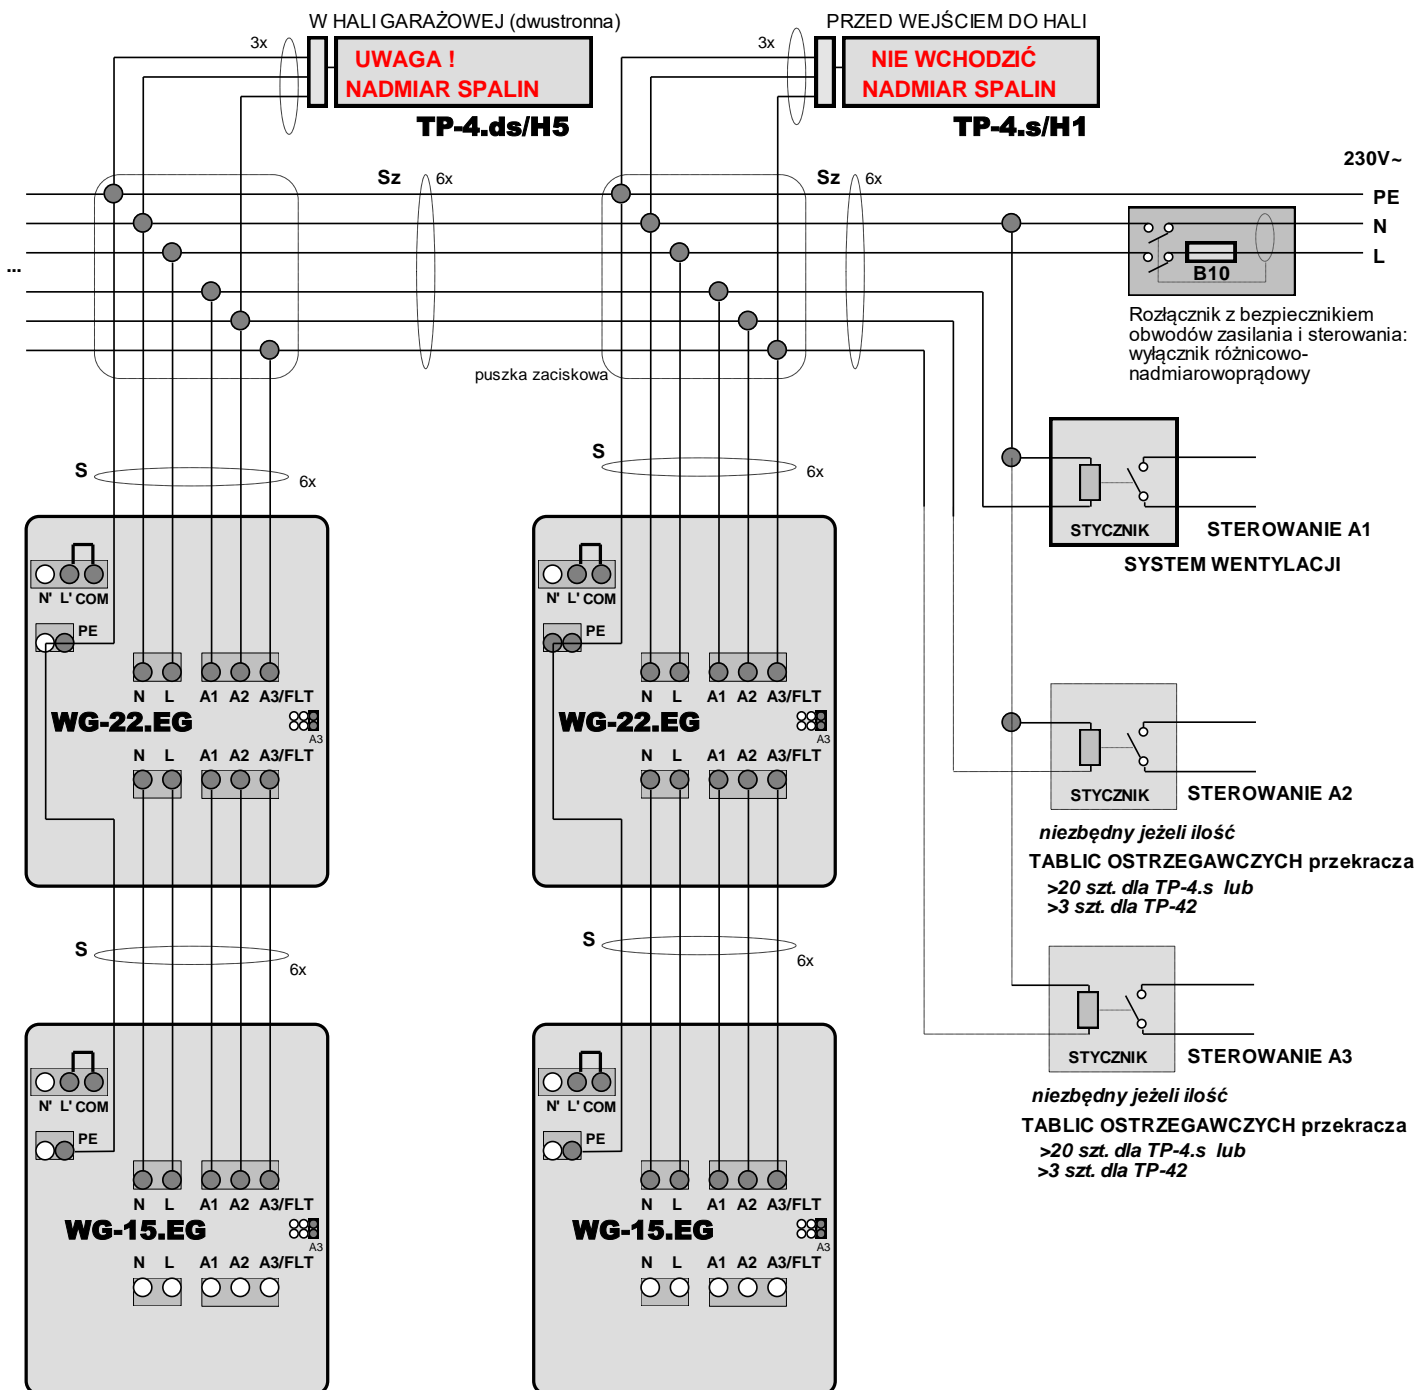 W HALI GARAŻOWEJ (dwustronna)
PRZED WEJŚCIEM DO HALI
3x
UWAGA !
NADMIAR SPALIN
3x
NIE WCHODZIĆ
NADMIAR SPALIN
TP-4.ds/H5
TP-4.s/H1
230V~
Sz 6x
Sz 6x
PE
N
L
...
B10
Rozłącznik z bezpiecznikiem
obwodów zasilania i sterowania:
wyłącznik różnicowo-
nadmiarowoprądowy
puszka zaciskowa
S 6x
S 6x
STYCZNIK
STEROWANIE A1
SYSTEM WENTYLACJI
N' L' COM
PE
N L A1 A2 A3/FLT
WG-22.EG
A3
N L A1 A2 A3/FLT
N' L' COM
PE
N L A1 A2 A3/FLT
WG-22.EG
A3
N L A1 A2 A3/FLT
STYCZNIK
STEROWANIE A2
niezbędny jeżeli ilość
TABLIC OSTRZEGAWCZYCH przekracza
>20 szt. dla TP-4.s lub
>3 szt. dla TP-42
S 6x
S 6x
STYCZNIK
STEROWANIE A3
niezbędny jeżeli ilość
TABLIC OSTRZEGAWCZYCH przekracza
>20 szt. dla TP-4.s lub
>3 szt. dla TP-42
N' L' COM
PE
N L A1 A2 A3/FLT
WG-15.EG
A3
N L A1 A2 A3/FLT
N' L' COM
PE
N L A1 A2 A3/FLT
WG-15.EG
A3
N L A1 A2 A3/FLT